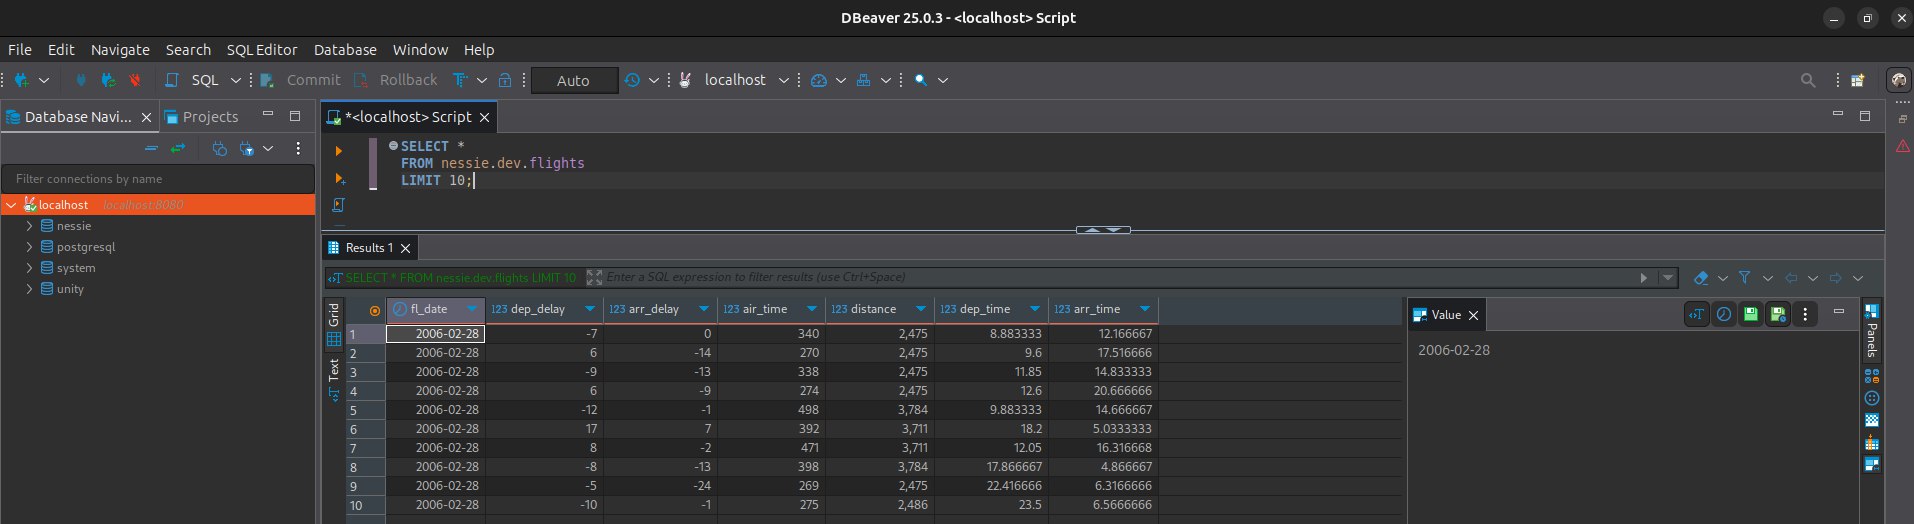 DBeaver 25.0.3 - <localhost> Script
File Edit Navigate Search SQL Editor Database Window Help
SQL Commit Rollback Auto localhost
Database Navi... Projects
Filter connections by name
localhost localhost:8080
nessie
postgresql
system
unity
*<localhost> Script
SELECT *
FROM nessie.dev.flights
LIMIT 10;
Results 1
SELECT * FROM nessie.dev.flights LIMIT 10 Enter a SQL expression to filter results (use Ctrl+Space)
Grid
Text
fl_date 123 dep_delay 123 arr_delay 123 air_time 123 distance 123 dep_time 123 arr_time
1 2006-02-28 -7 0 340 2,475 8.883333 12.166667
2 2006-02-28 6 -14 270 2,475 9.6 17.516666
3 2006-02-28 -9 -13 338 2,475 11.85 14.833333
4 2006-02-28 6 -9 274 2,475 12.6 20.666666
5 2006-02-28 -12 -1 498 3,784 9.883333 14.666667
6 2006-02-28 17 7 392 3,711 18.2 5.0333333
7 2006-02-28 8 -2 471 3,711 12.05 16.316668
8 2006-02-28 -8 -13 398 3,784 17.866667 4.866667
9 2006-02-28 -5 -24 269 2,475 22.416666 6.3166666
10 2006-02-28 -10 -1 275 2,486 23.5 6.5666666
Value
2006-02-28
Panels